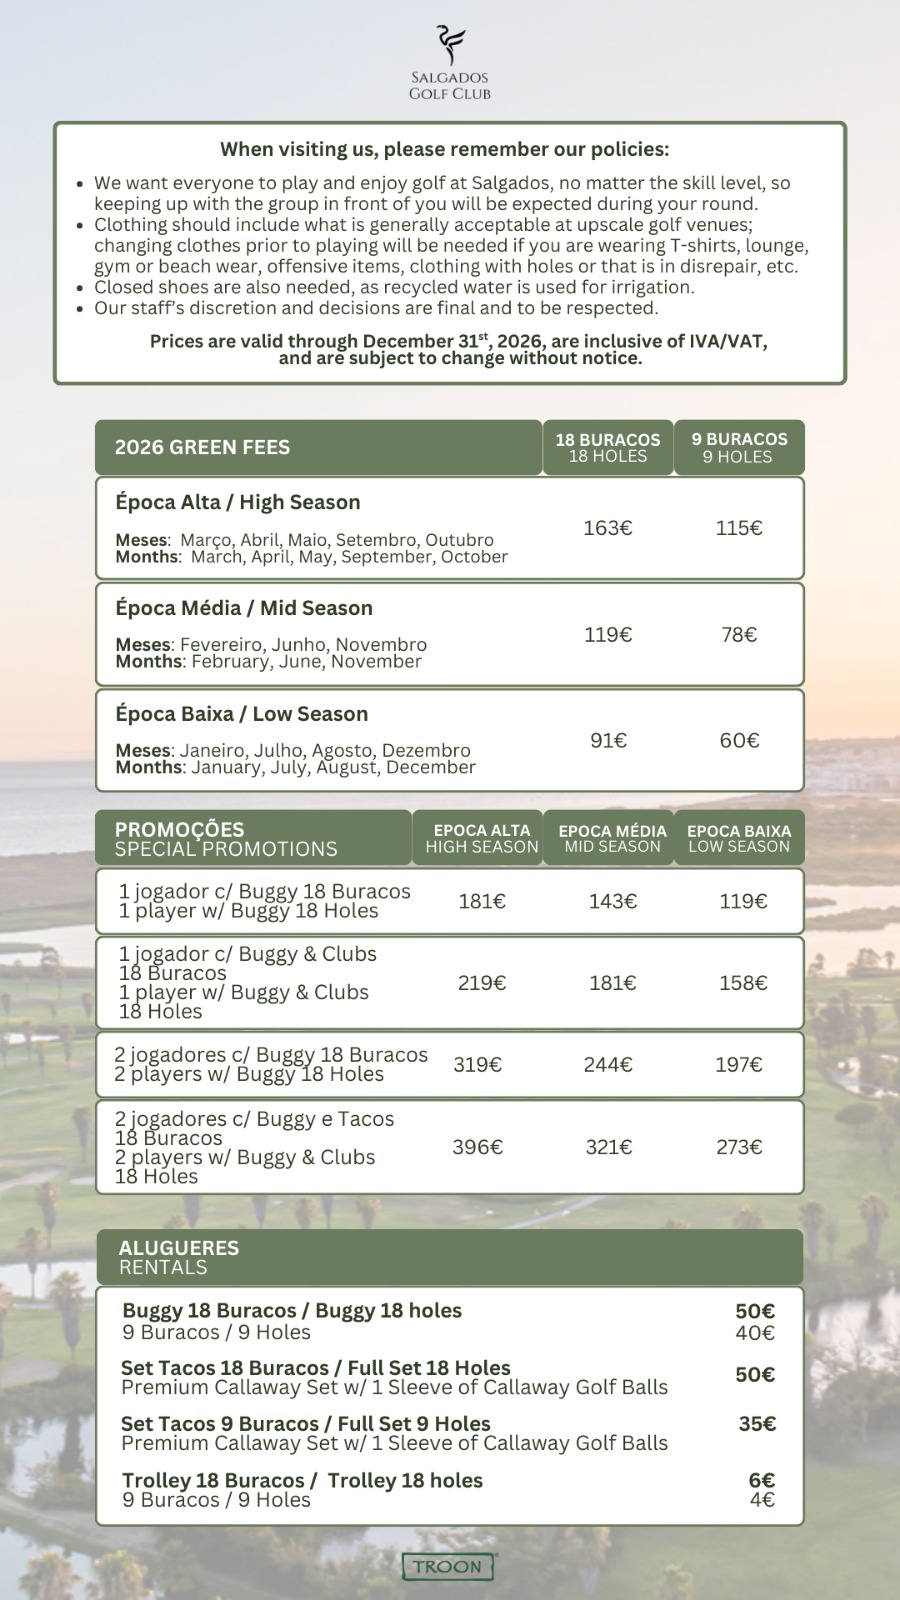 SALGADOS
GOLF CLUB
When visiting us, please remember our policies:
• We want everyone to play and enjoy golf at Salgados, no matter the skill level, so
keeping up with the group in front of you will be expected during your round.
• Clothing should include what is generally acceptable at upscale golf venues;
changing clothes prior to playing will be needed if you are wearing T-shirts, lounge,
gym or beach wear, offensive items, clothing with holes or that is in disrepair, etc.
• Closed shoes are also needed, as recycled water is used for irrigation.
• Our staff's discretion and decisions are final and to be respected.
Prices are valid through December 31st, 2026, are inclusive of IVA/VAT,
and are subject to change without notice.
2026 GREEN FEES
18 BURACOS
18 HOLES
9 BURACOS
9 HOLES
Época Alta / High Season
Meses: Março, Abril, Maio, Setembro, Outubro
Months: March, April, May, September, October
163€
115€
Época Média / Mid Season
Meses: Fevereiro, Junho, Novembro
Months: February, June, November
119€
78€
Época Baixa / Low Season
Meses: Janeiro, Julho, Agosto, Dezembro
Months: January, July, August, December
91€
60€
PROMOÇÕES
SPECIAL PROMOTIONS
EPOCA ALTA
HIGH SEASON
EPOCA MÉDIA
MID SEASON
EPOCA BAIXA
LOW SEASON
1 jogador c/ Buggy 18 Buracos
1 player w/ Buggy 18 Holes
181€
143€
119€
1 jogador c/ Buggy & Clubs
18 Buracos
1 player w/ Buggy & Clubs
18 Holes
219€
181€
158€
2 jogadores c/ Buggy 18 Buracos
2 players w/ Buggy 18 Holes
319€
244€
197€
2 jogadores c/ Buggy e Tacos
18 Buracos
2 players w/ Buggy & Clubs
18 Holes
396€
321€
273€
ALUGUERES
RENTALS
Buggy 18 Buracos / Buggy 18 holes 50€
9 Buracos / 9 Holes 40€
Set Tacos 18 Buracos / Full Set 18 Holes
Premium Callaway Set w/ 1 Sleeve of Callaway Golf Balls
50€
Set Tacos 9 Buracos / Full Set 9 Holes 35€
Premium Callaway Set w/ 1 Sleeve of Callaway Golf Balls
Trolley 18 Buracos / Trolley 18 holes 6€
9 Buracos / 9 Holes 4€
TROON